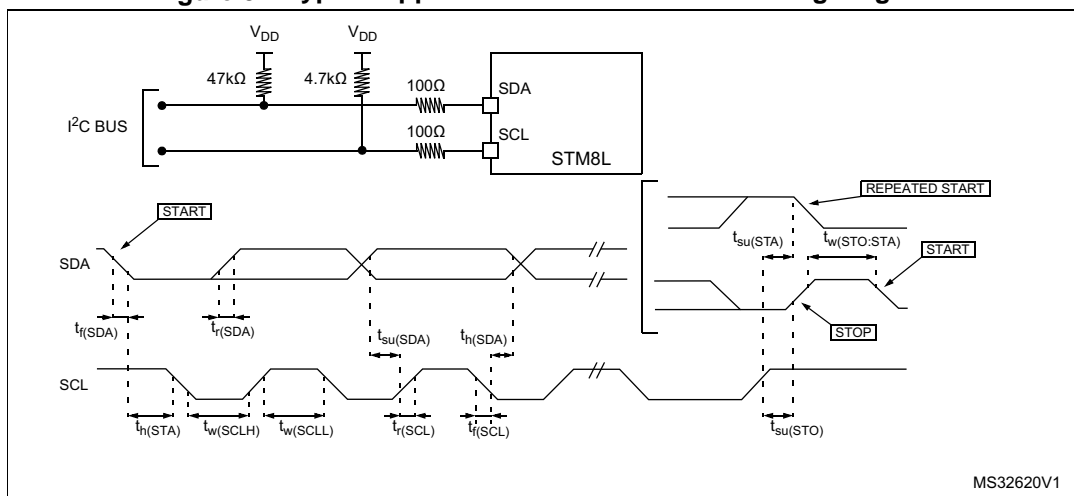 V_DD V_DD
47kΩ 4.7kΩ 100Ω SDA
I²C BUS
100Ω SCL
STM8L
REPEATED START
START
t_su(STA) t_w(STO:STA)
START
SDA
t_f(SDA) t_r(SDA) t_su(SDA) t_h(SDA)
STOP
SCL
t_h(STA) t_w(SCLH) t_w(SCLL) t_r(SCL) t_f(SCL) t_su(STO)
MS32620V1